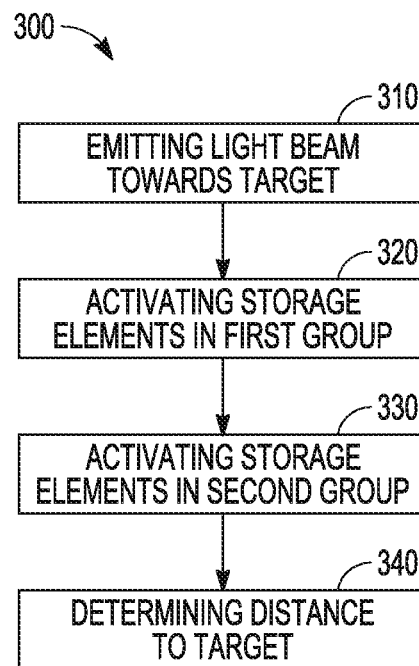 300
310
EMITTING LIGHT BEAM
TOWARDS TARGET
320
ACTIVATING STORAGE
ELEMENTS IN FIRST GROUP
330
ACTIVATING STORAGE
ELEMENTS IN SECOND GROUP
340
DETERMINING DISTANCE
TO TARGET